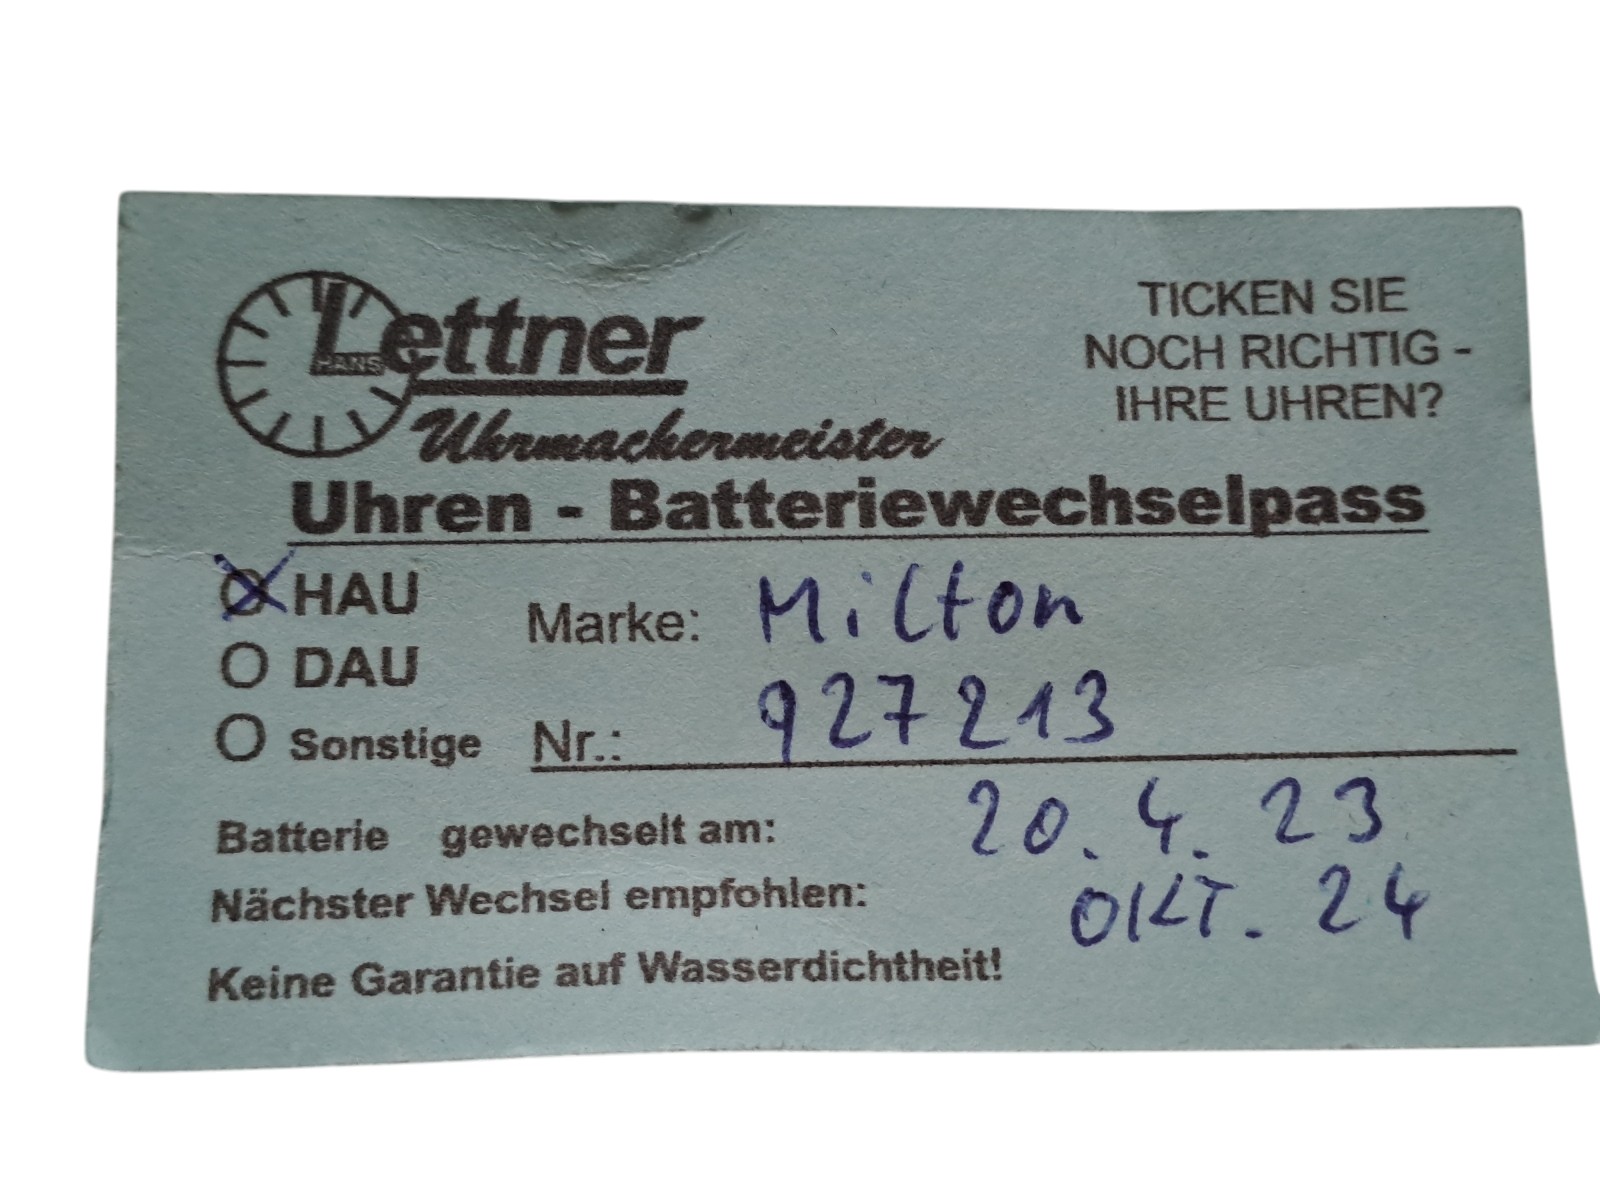 Lettner
HANS
Uhrmachermeister
TICKEN SIE
NOCH RICHTIG -
IHRE UHREN?
Uhren - Batteriewechselpass
HAU
DAU
Sonstige
Marke: Milton
Nr.: 927213
Batterie gewechselt am: 20.4.23
Nächster Wechsel empfohlen: OKT. 24
Keine Garantie auf Wasserdichtheit!